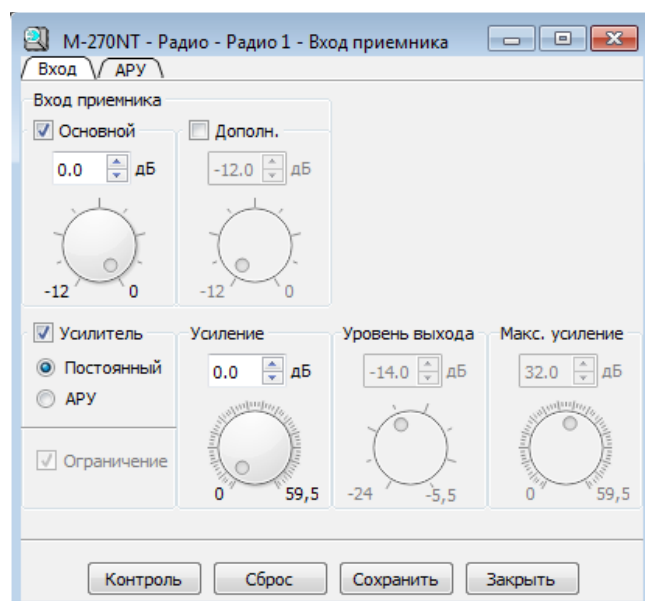 M-270NT - Радио - Радио 1 - Вход приемника
Вход АРУ
Вход приемника
Основной Дополн.
0.0 дБ -12.0 дБ
-12 0 -12 0
Усилитель Усиление Уровень выхода Макс. усиление
Постоянный 0.0 дБ -14.0 дБ 32.0 дБ
АРУ
Ограничение
0 59,5 -24 -5,5 0 59,5
Контроль Сброс Сохранить Закрыть